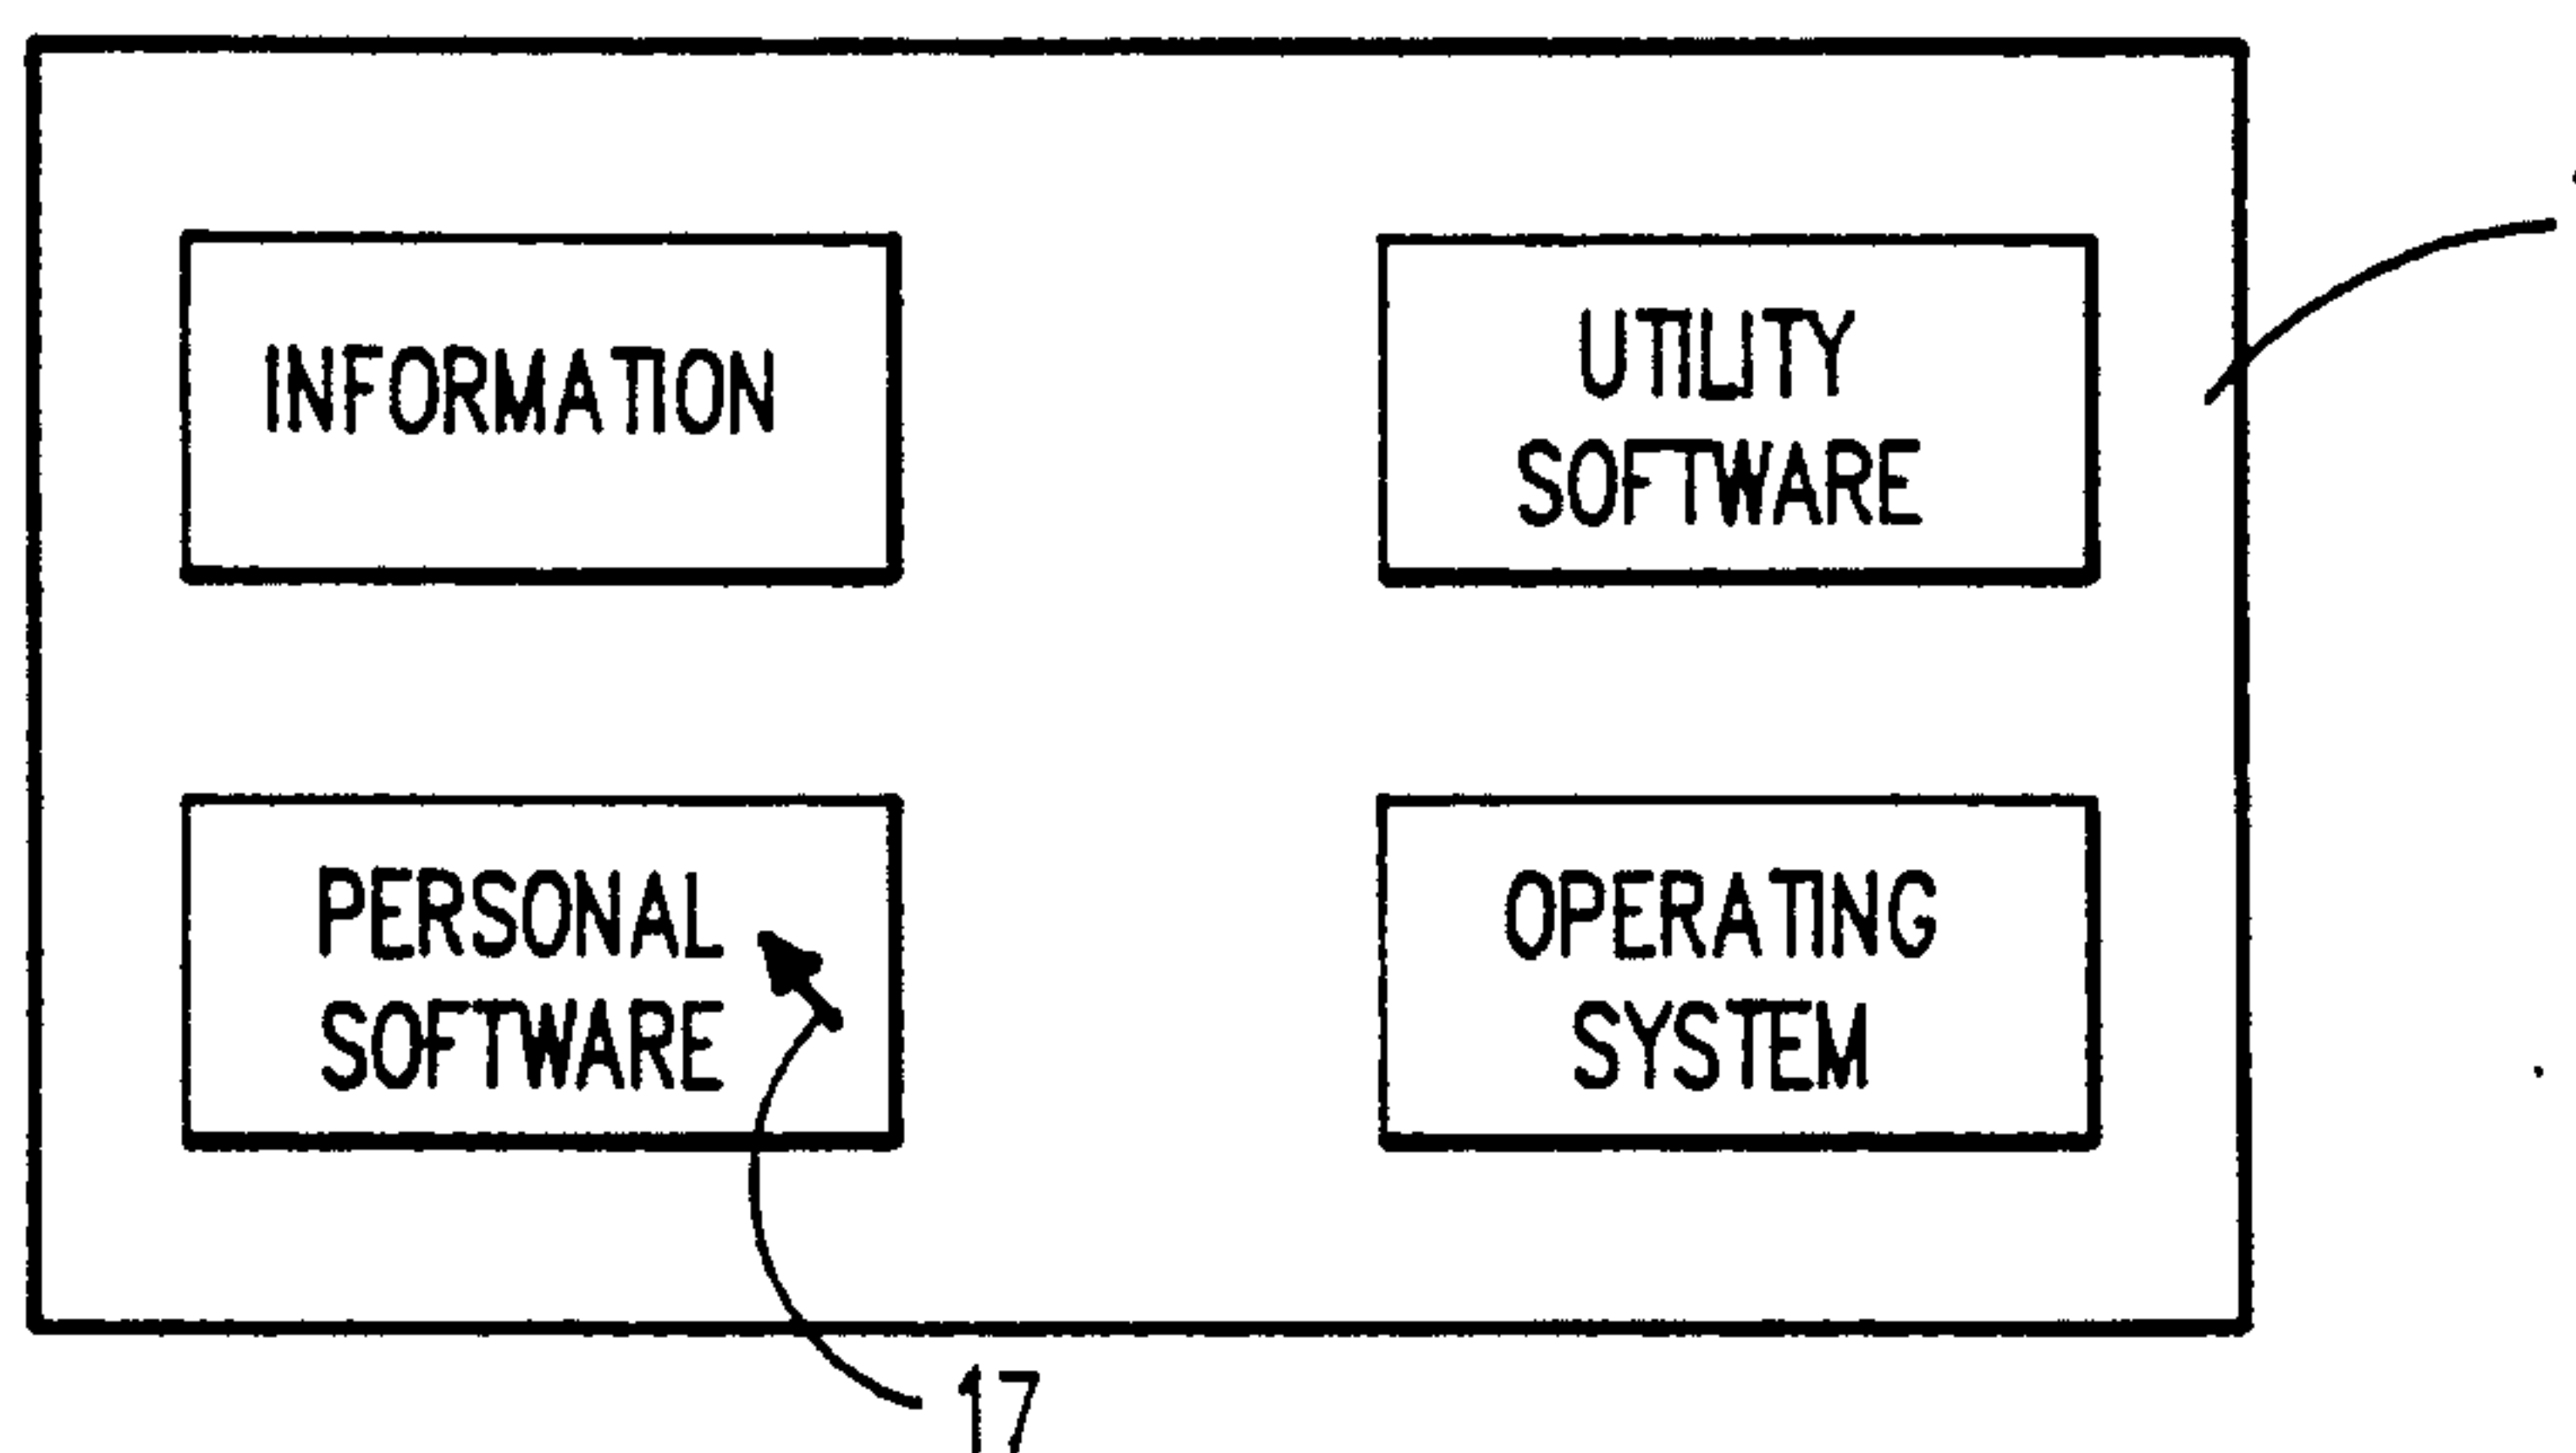 INFORMATION
UTILITY
SOFTWARE
PERSONAL
SOFTWARE
OPERATING
SYSTEM
17